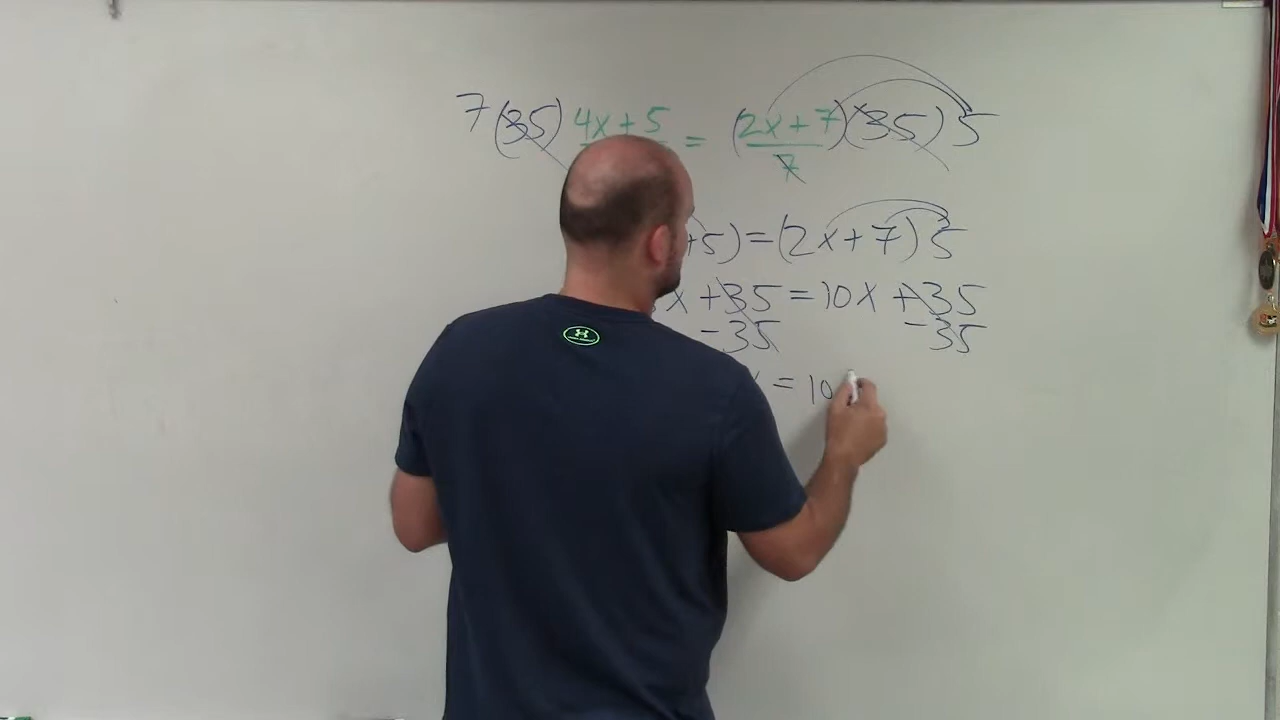 7(35) 4x+5 = (2x+7)(35)5
7
+5)=(2x+7)5
x +35=10x +35
-35 -35
= 10